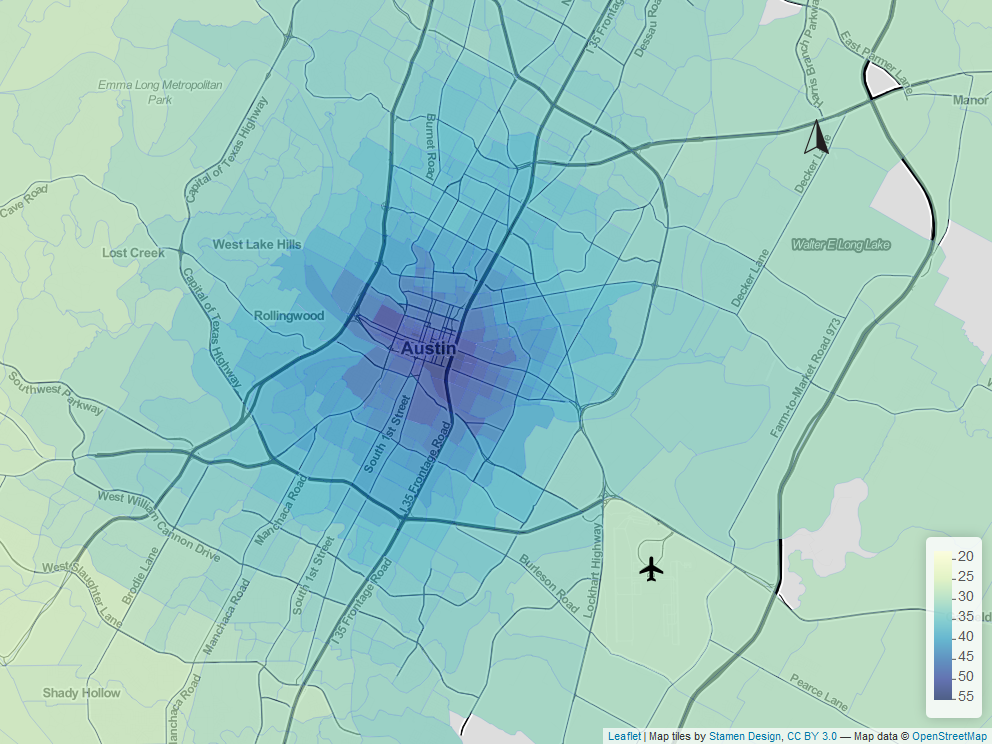 I 35 Frontage
Dessau Roa
Harris Branch Parkwa
East Parmer Lane
Emma Long Metropolitan
Park
Manor
Capital of Texas Highway
Burnet Road
Decker Lane
Cave Road
Lost Creek
West Lake Hills
Walter E Long Lake
Decker Lane
Capital of Texas Highway
Rollingwood
Austin
Farm-to-Market Road 973
Southwest Parkway
South 1st Street
I 35 Frontage Road
West William Cannon Drive
Manchaca Road
Lockhart Highway
West Slaughter Lane
Brodie Lane
South 1st Street
I 35 Frontage Road
Burleson Road
Manchaca Road
Shady Hollow
Manchaca Road
Pearce Lane
20
25
30
35
40
45
50
55
Leaflet | Map tiles by Stamen Design, CC BY 3.0 — Map data © OpenStreetMap